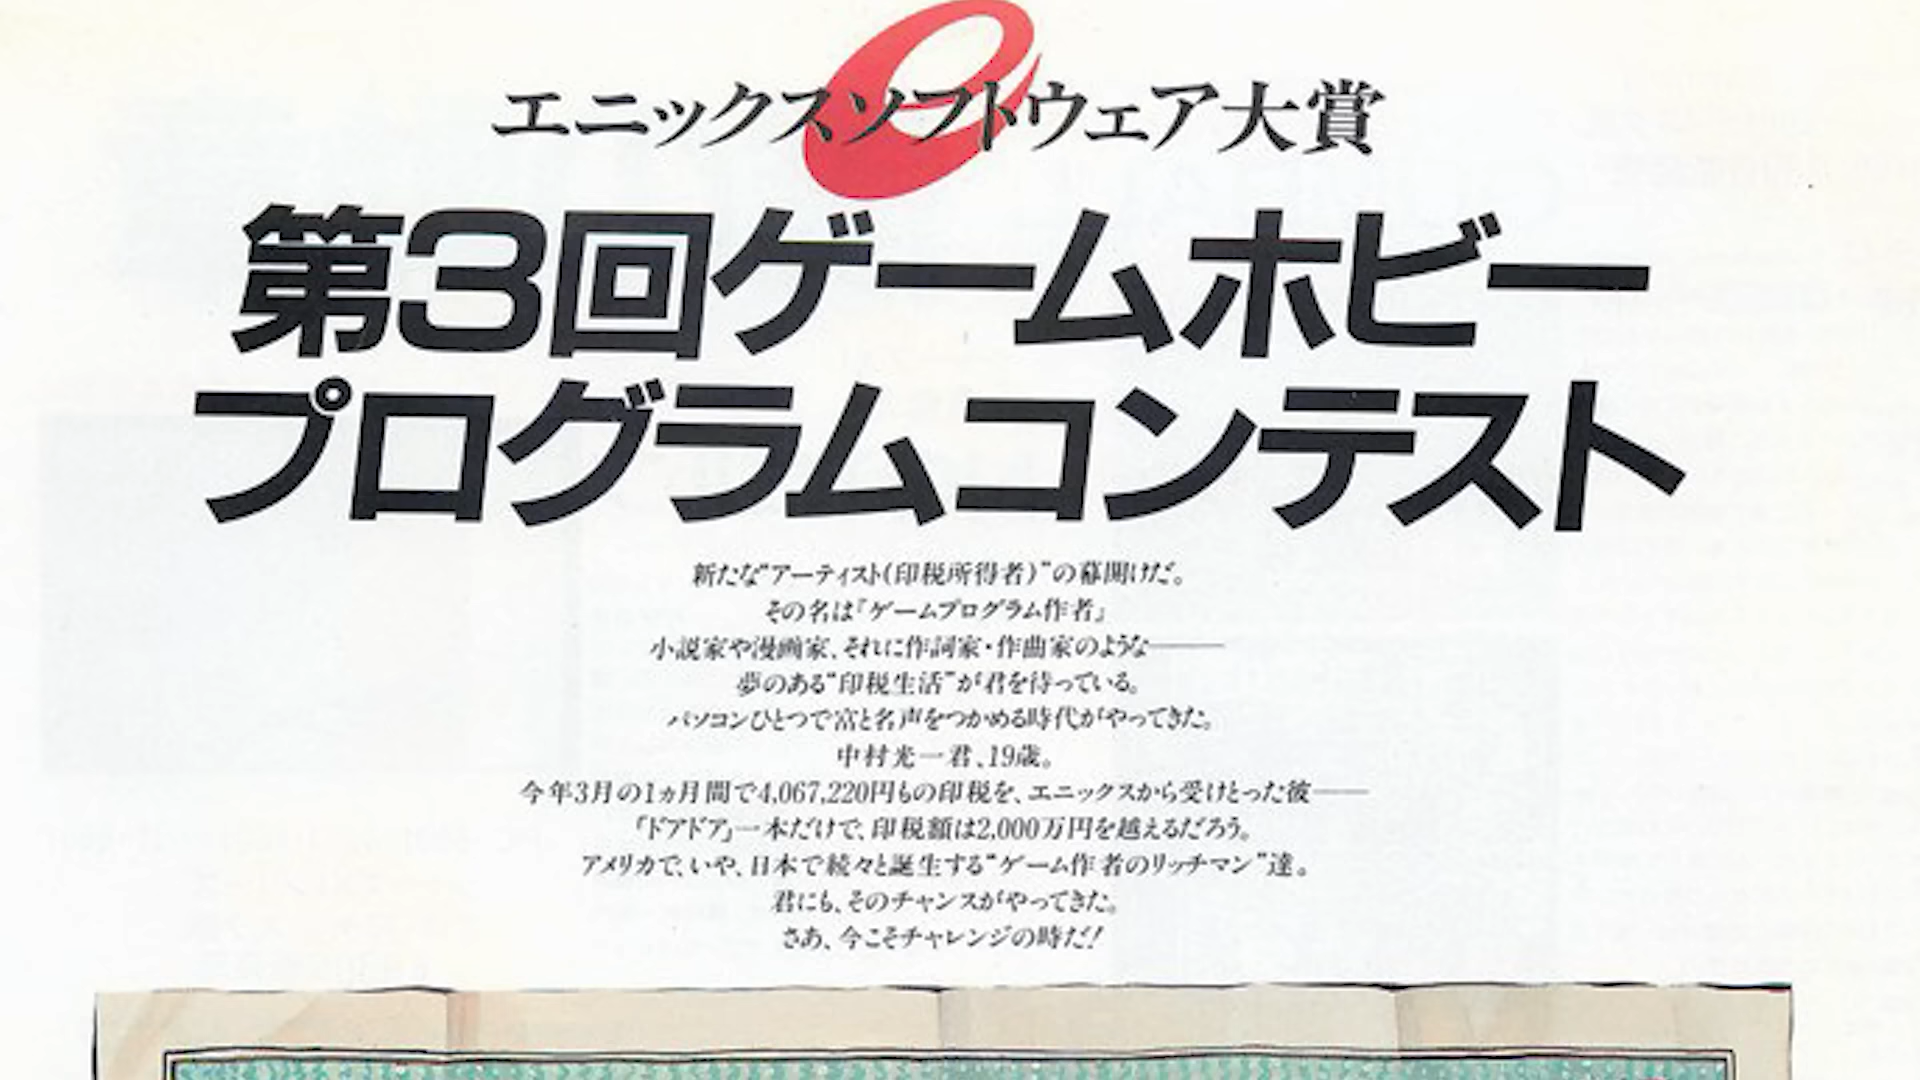 エニックスソフトウェア大賞
第3回ゲームホビー
プログラムコンテスト
新たな“アーティスト(印税所得者)”の幕開けだ。
その名は「ゲームプログラム作者」
小説家や漫画家、それに作詞家・作曲家のような――
夢のある“印税生活”が君を待っている。
パソコンひとつで富と名声をつかめる時代がやってきた。
中村光一君、19歳。
今年3月の1ヵ月間で4,067,220円もの印税を、エニックスから受けとった彼――
「ドアドア」一本だけで、印税額は2,000万円を越えるだろう。
アメリカで、いや、日本で続々と誕生する“ゲーム作者のリッチマン”達。
君にも、そのチャンスがやってきた。
さあ、今こそチャレンジの時だ!